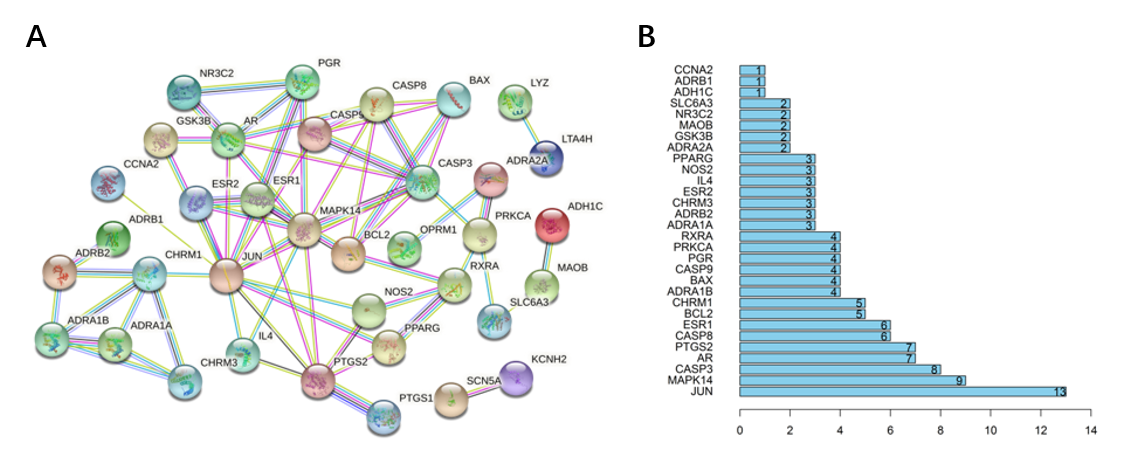 A
B
NR3C2
PGR
CASP8
BAX
LYZ
GSK3B
AR
CASP9
LTA4H
CCNA2
CASP3
ADRA2A
ESR2
ESR1
ADRB1
MAPK14
PRKCA
ADH1C
BCL2
OPRM1
ADRB2
CHRM1
JUN
RXRA
MAOB
NOS2
SLC6A3
ADRA1B
ADRA1A
IL4
PPARG
CHRM3
PTGS2
KCNH2
SCN5A
PTGS1
CCNA2 1
ADRB1 1
ADH1C 1
SLC6A3 2
NR3C2 2
MAOB 2
GSK3B 2
ADRA2A 2
PPARG 3
NOS2 3
IL4 3
ESR2 3
CHRM3 3
ADRB2 3
ADRA1A 3
RXRA 4
PRKCA 4
PGR 4
CASP9 4
BAX 4
ADRA1B 4
CHRM1 5
BCL2 5
ESR1 6
CASP8 6
PTGS2 7
AR 7
CASP3 8
MAPK14 9
JUN 13
0 2 4 6 8 10 12 14